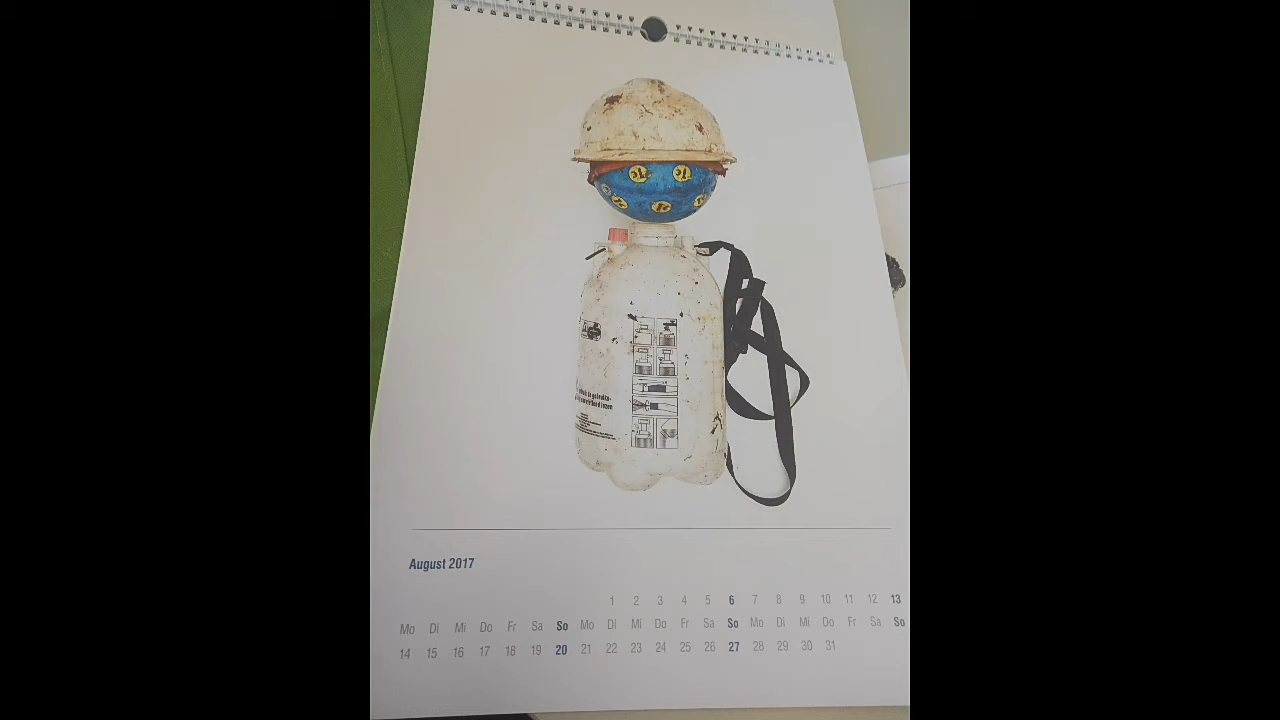 August 2017
1 2 3 4 5 6 7 8 9 10 11 12 13
Mo Di Mi Do Fr Sa So Mo Di Mi Do Fr Sa So Mo Di Mi Do Fr Sa So
14 15 16 17 18 19 20 21 22 23 24 25 26 27 28 29 30 31